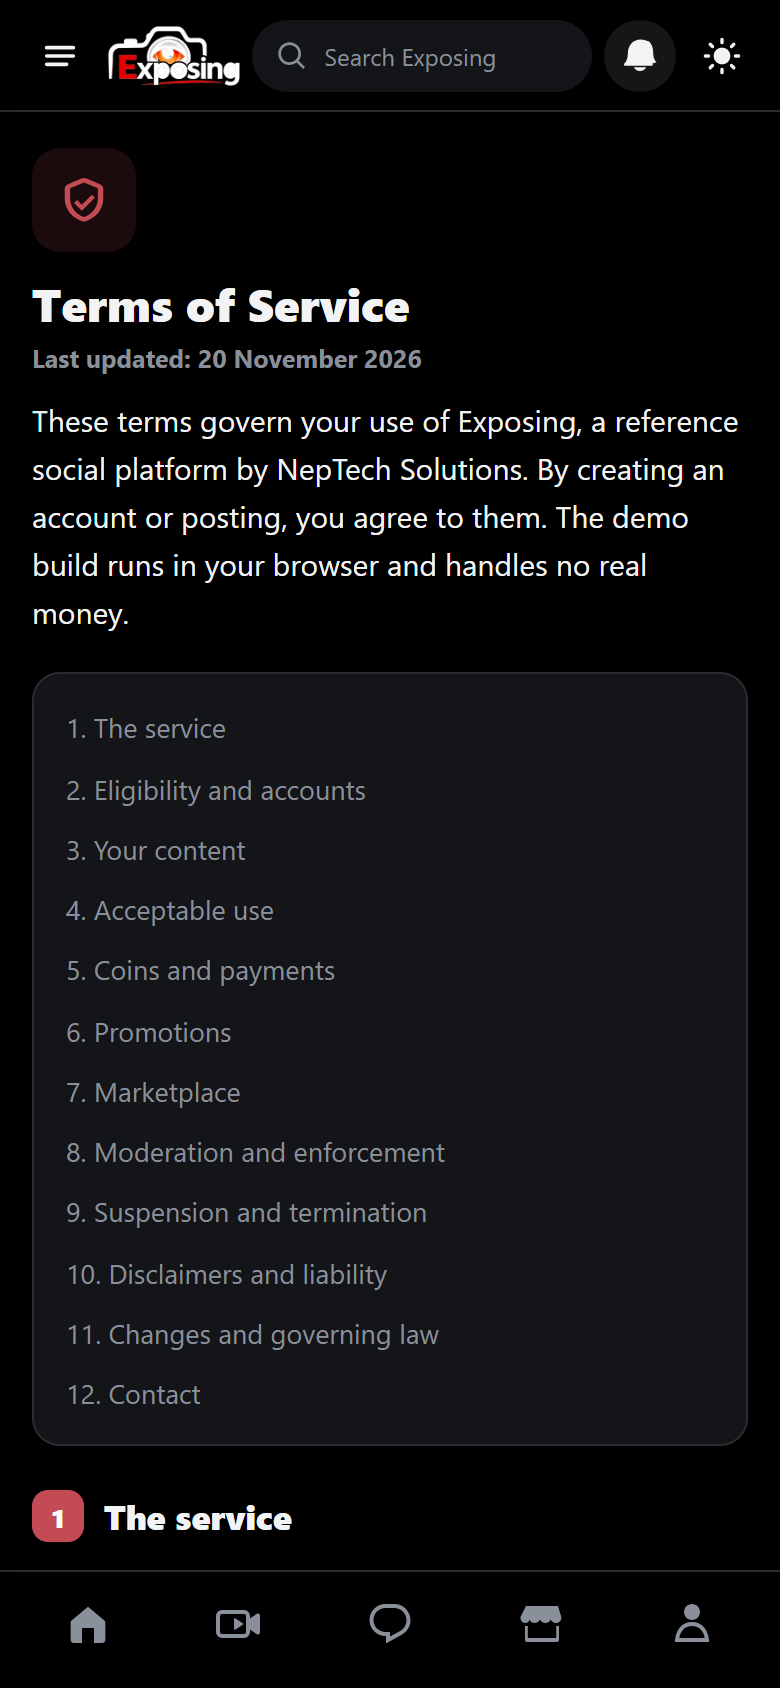 Exposing
Search Exposing
Terms of Service
Last updated: 20 November 2026
These terms govern your use of Exposing, a reference
social platform by NepTech Solutions. By creating an
account or posting, you agree to them. The demo
build runs in your browser and handles no real
money.
1. The service
2. Eligibility and accounts
3. Your content
4. Acceptable use
5. Coins and payments
6. Promotions
7. Marketplace
8. Moderation and enforcement
9. Suspension and termination
10. Disclaimers and liability
11. Changes and governing law
12. Contact
1 The service